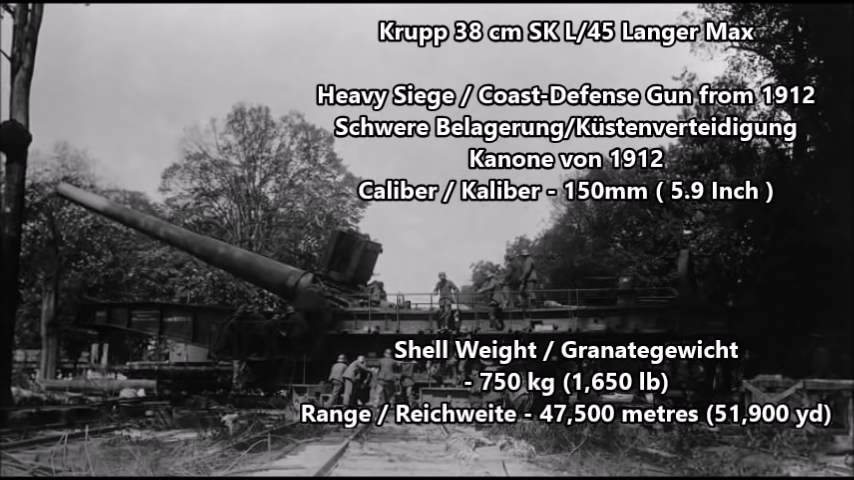 Krupp 38 cm SK L/45 Langer Max
Heavy Siege / Coast-Defense Gun from 1912
Schwere Belagerung/Küstenverteidigung
Kanone von 1912
Caliber / Kaliber - 150mm ( 5.9 Inch )
Shell Weight / Granategewicht
- 750 kg (1,650 lb)
Range / Reichweite - 47,500 metres (51,900 yd)